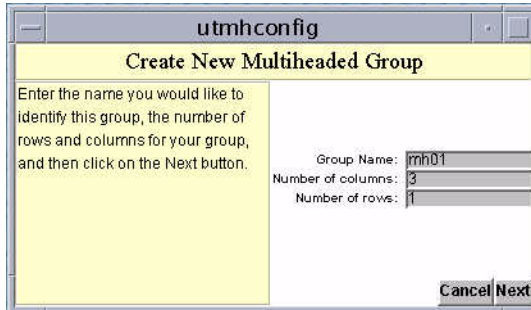 utmhconfig
Create New Multiheaded Group
Enter the name you would like to
identify this group, the number of
rows and columns for your group,
and then click on the Next button.
Group Name: mh01
Number of columns: 3
Number of rows: 1
Cancel Next